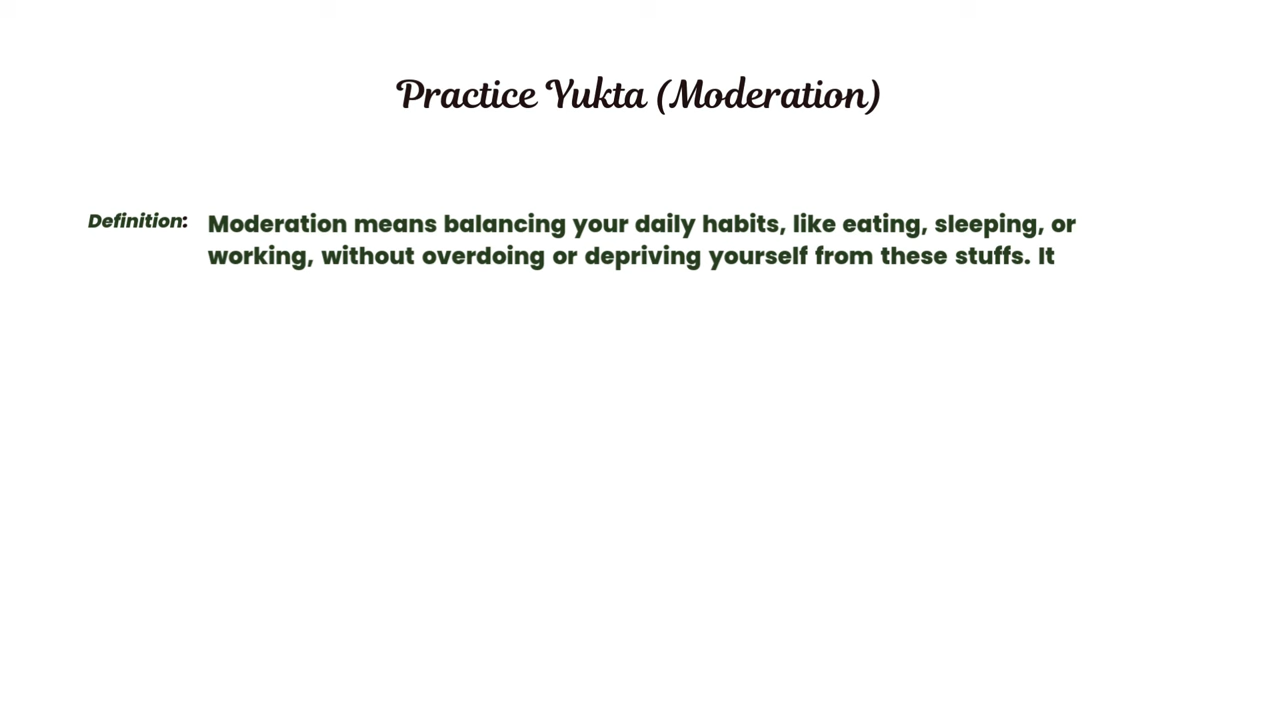 Practice Yukta (Moderation)
Definition: Moderation means balancing your daily habits, like eating, sleeping, or
working, without overdoing or depriving yourself from these stuffs. It